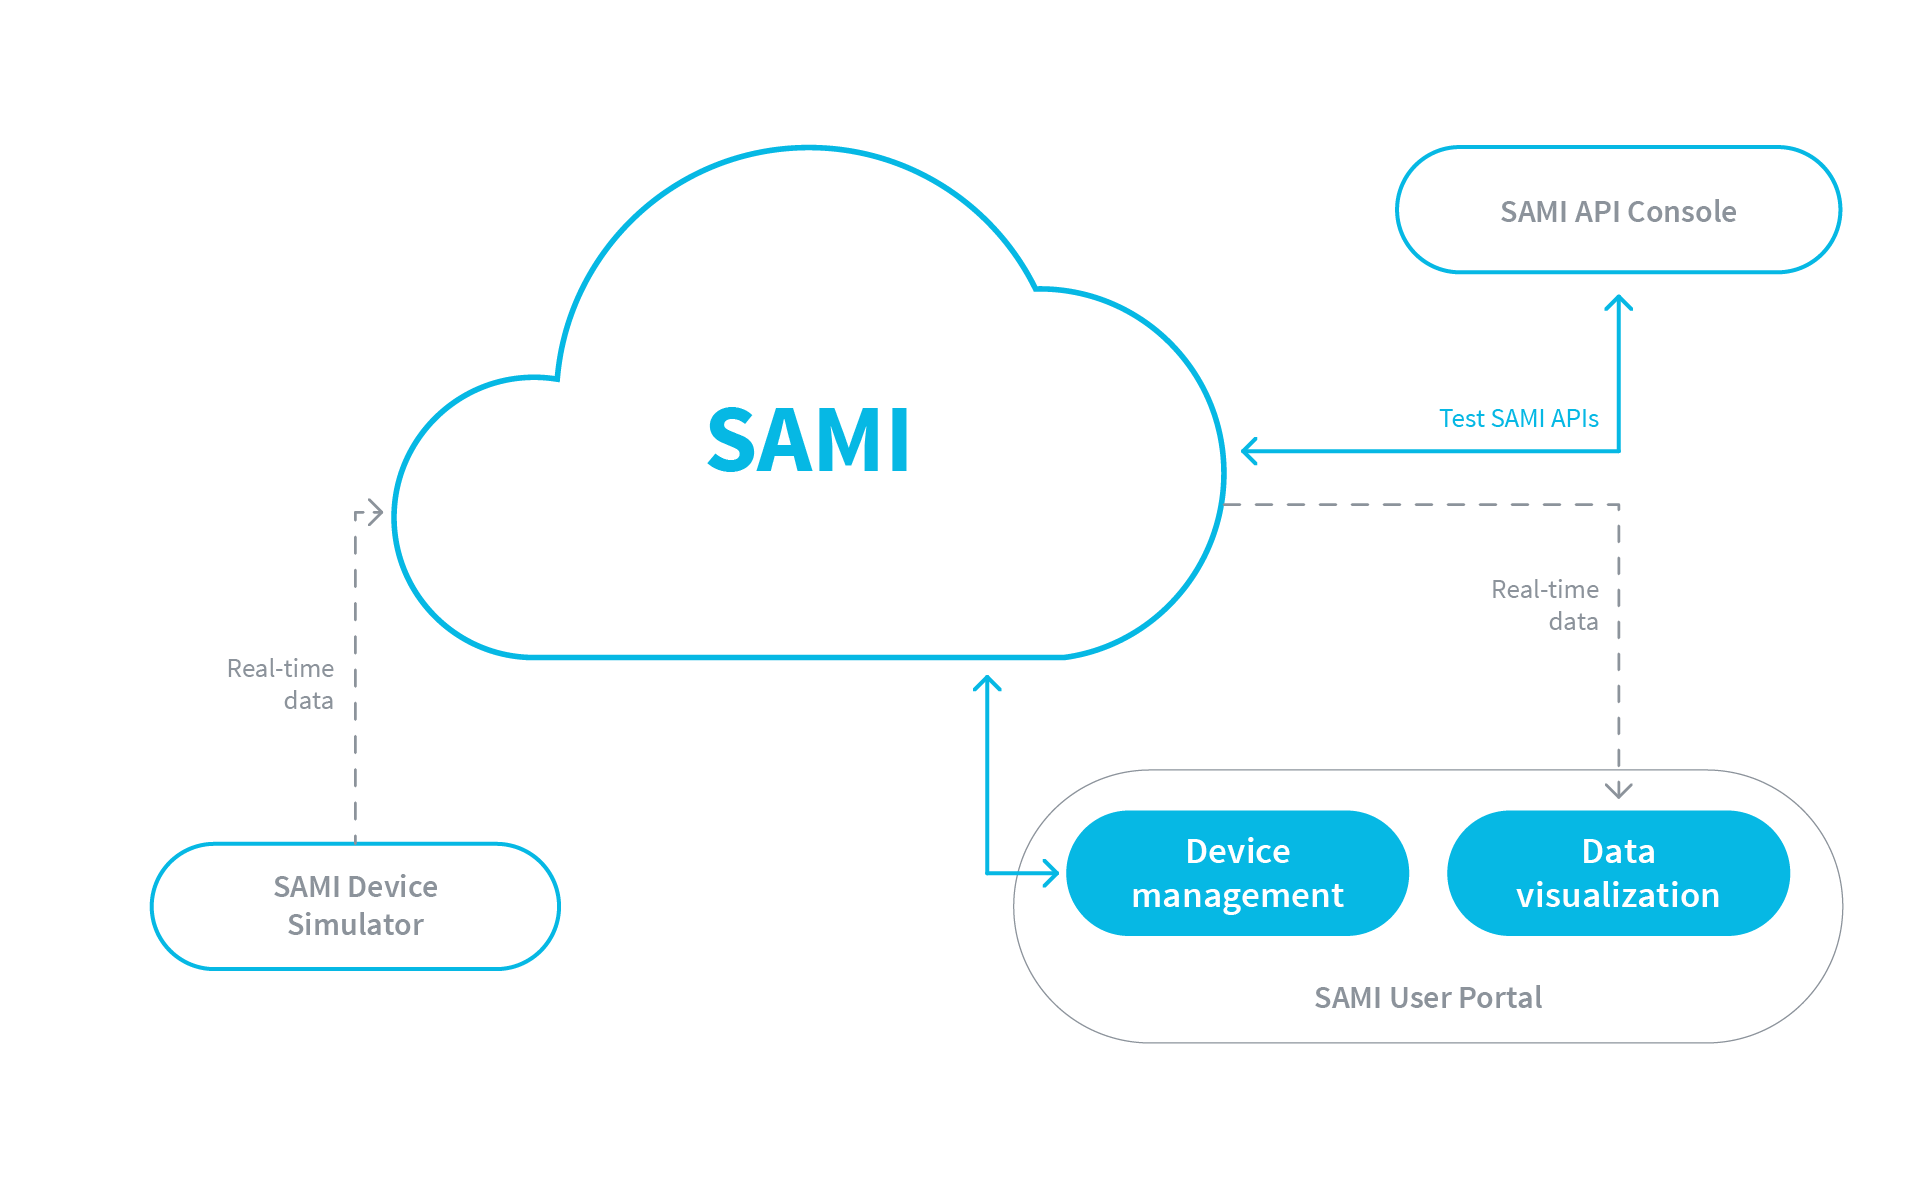 SAMI API Console
SAMI
Test SAMI APIs
Real-time
data
Real-time
data
SAMI Device
Simulator
Device
management
Data
visualization
SAMI User Portal